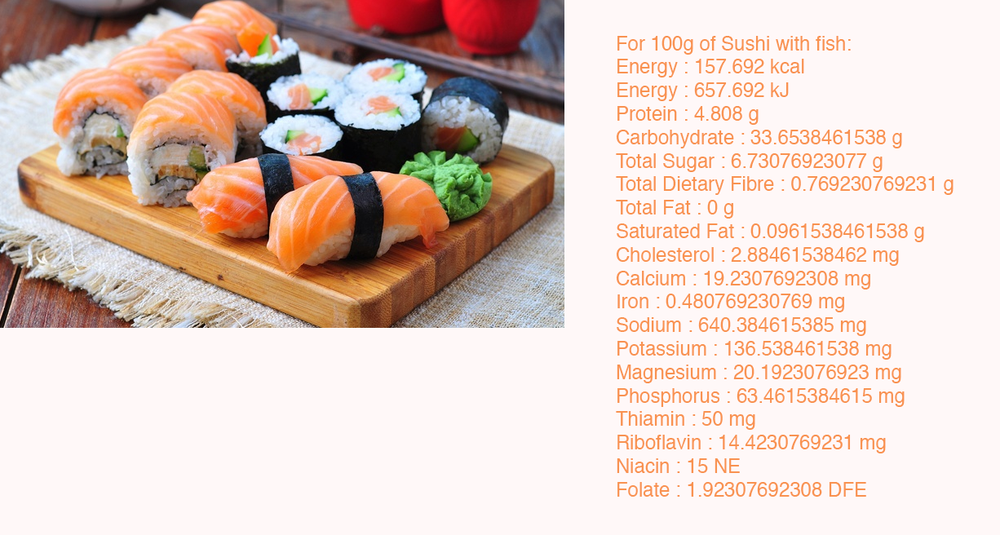 For 100g of Sushi with fish:
Energy : 157.692 kcal
Energy : 657.692 kJ
Protein : 4.808 g
Carbohydrate : 33.6538461538 g
Total Sugar : 6.73076923077 g
Total Dietary Fibre : 0.769230769231 g
Total Fat : 0 g
Saturated Fat : 0.0961538461538 g
Cholesterol : 2.88461538462 mg
Calcium : 19.2307692308 mg
Iron : 0.480769230769 mg
Sodium : 640.384615385 mg
Potassium : 136.538461538 mg
Magnesium : 20.1923076923 mg
Phosphorus : 63.4615384615 mg
Thiamin : 50 mg
Riboflavin : 14.4230769231 mg
Niacin : 15 NE
Folate : 1.92307692308 DFE